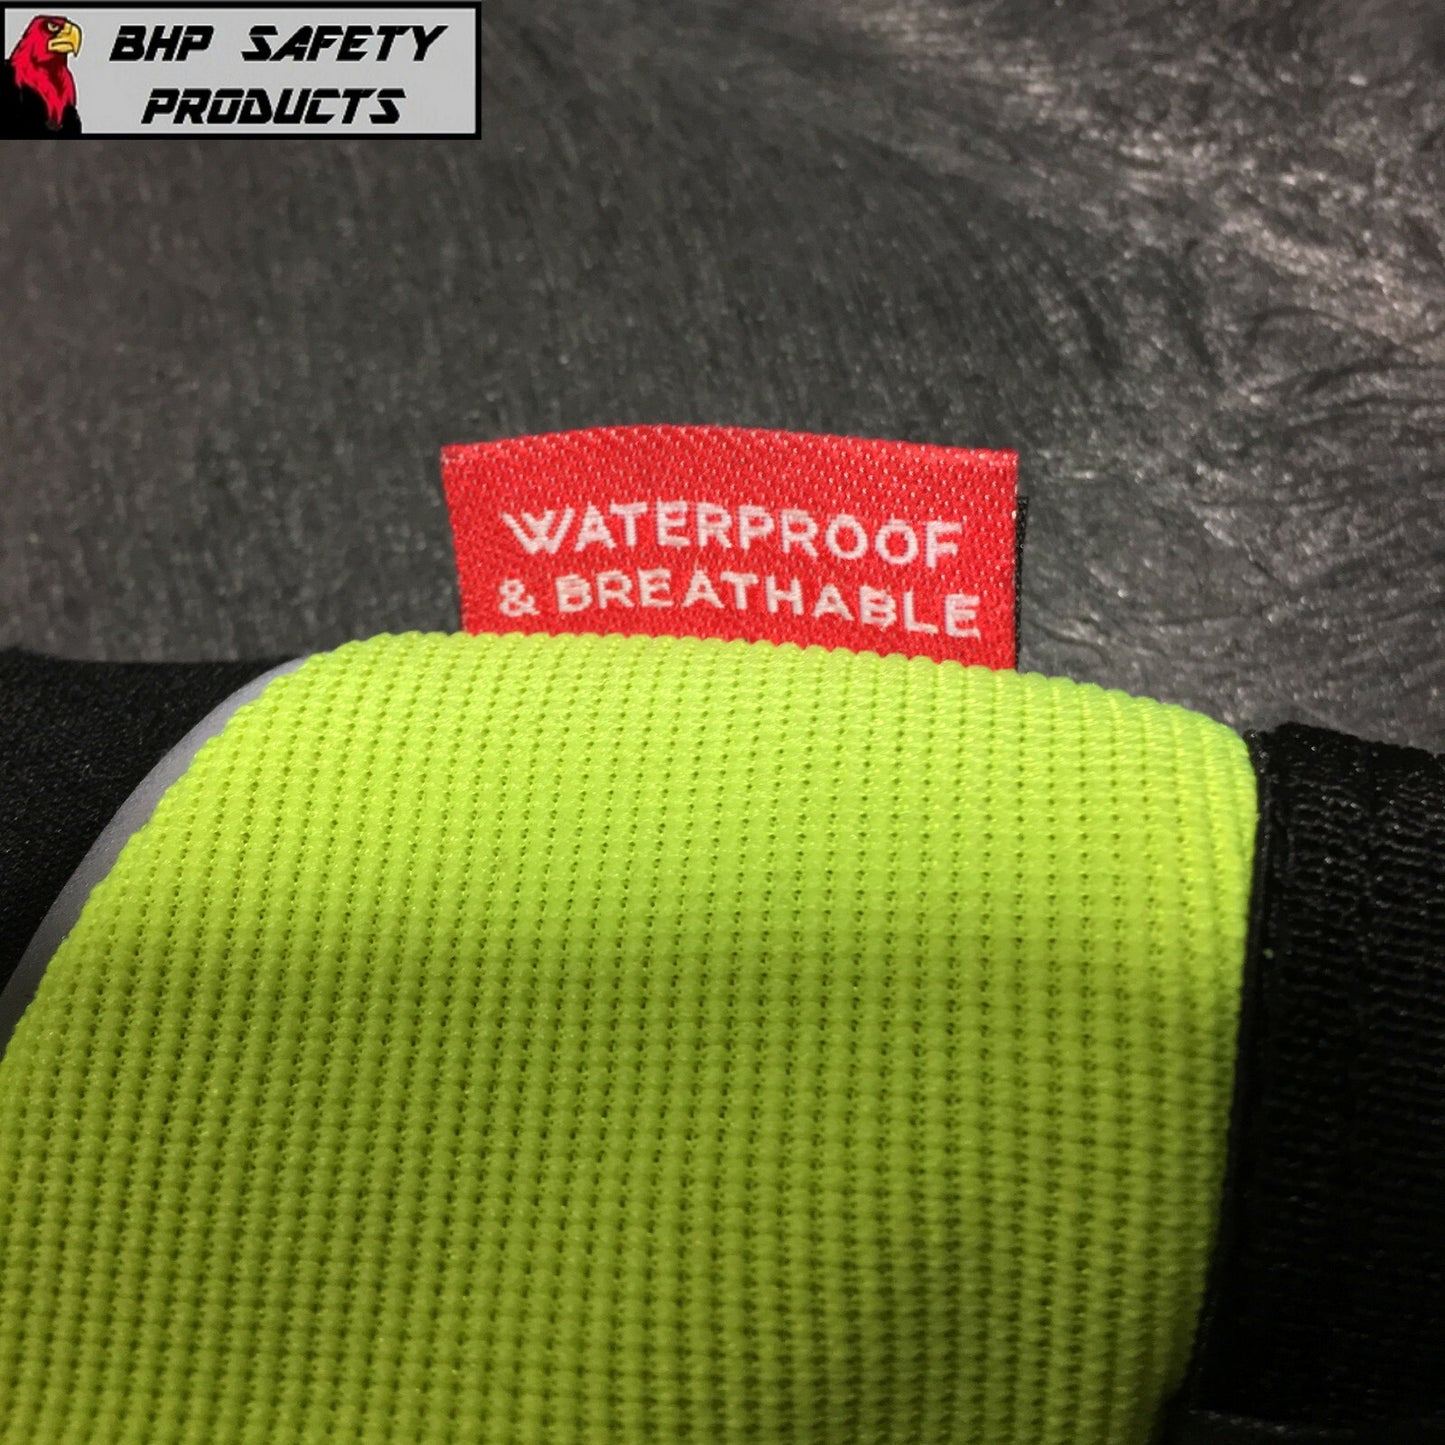 BHP SAFETY
PRODUCTS
WATERPROOF
& BREATHABLE